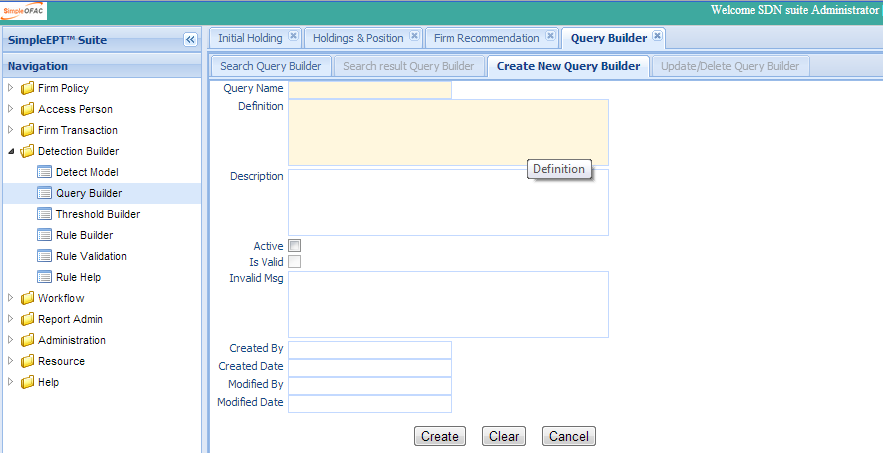 SimpleOFAC
Welcome SDN suite Administrator
SimpleEPT™ Suite
Initial Holding
Holdings & Position
Firm Recommendation
Query Builder
Navigation
Search Query Builder
Search result Query Builder
Create New Query Builder
Update/Delete Query Builder
Firm Policy
Access Person
Firm Transaction
Detection Builder
Detect Model
Query Builder
Threshold Builder
Rule Builder
Rule Validation
Rule Help
Workflow
Report Admin
Administration
Resource
Help
Query Name
Definition
Definition
Description
Active
Is Valid
Invalid Msg
Created By
Created Date
Modified By
Modified Date
Create
Clear
Cancel